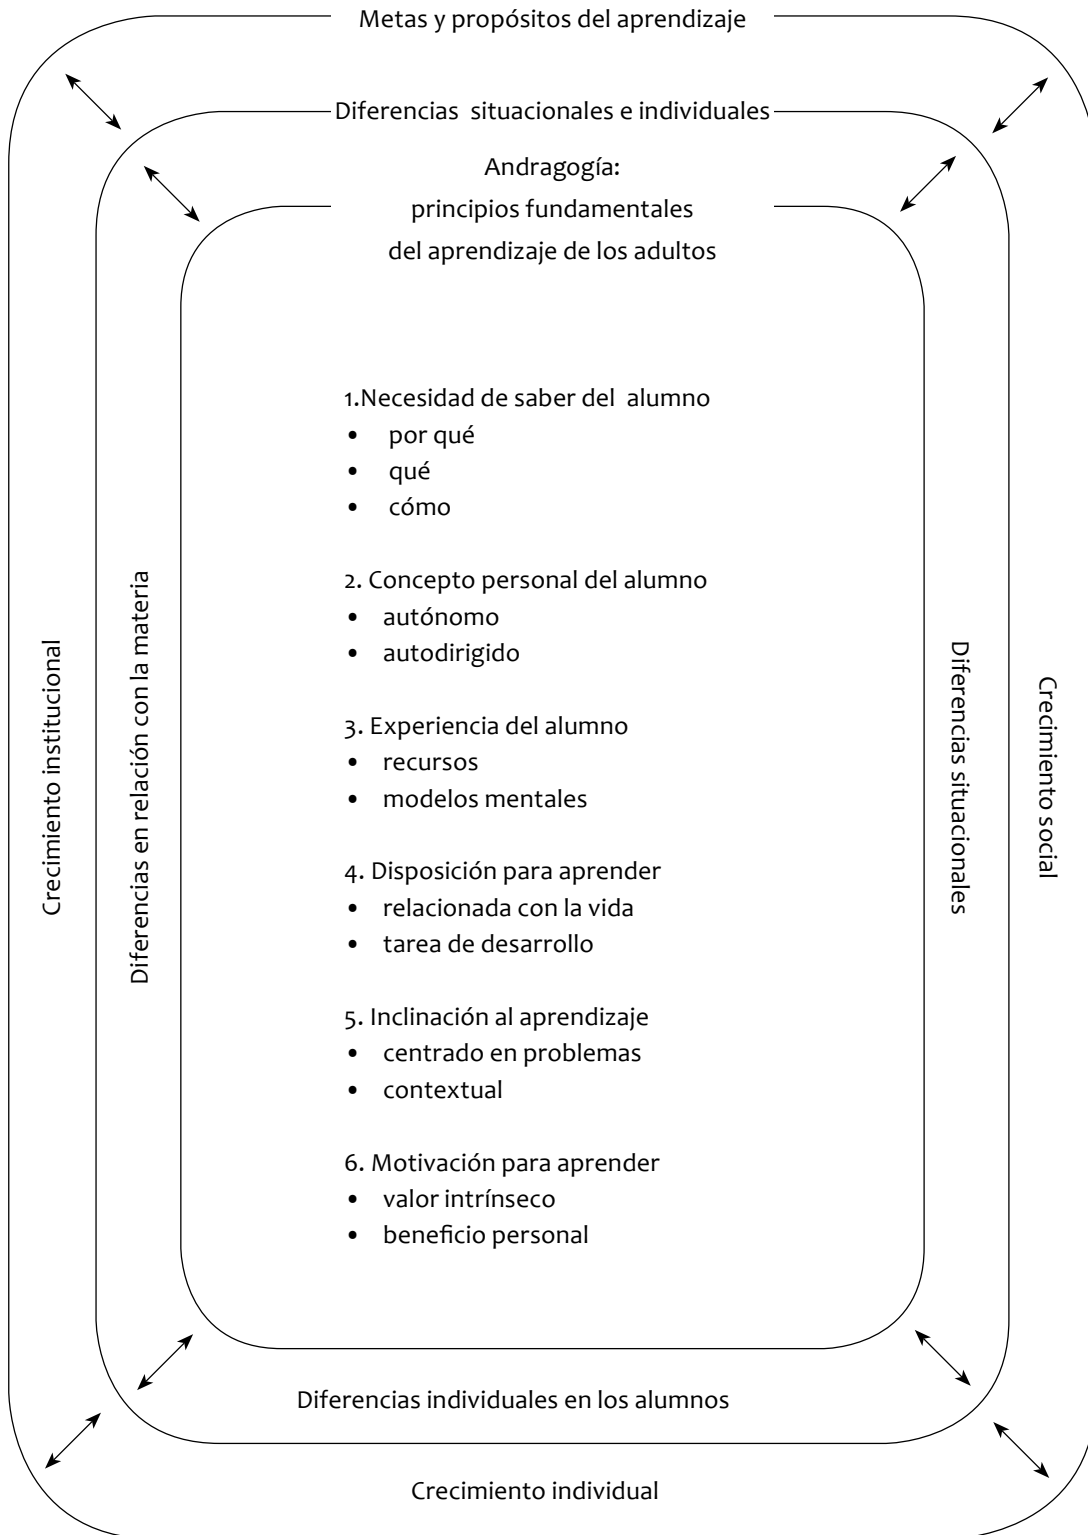 Metas y propósitos del aprendizaje
Diferencias situacionales e individuales
Andragogía:
principios fundamentales
del aprendizaje de los adultos
1.Necesidad de saber del alumno
• por qué
• qué
• cómo
2. Concepto personal del alumno
• autónomo
• autodirigido
3. Experiencia del alumno
• recursos
• modelos mentales
4. Disposición para aprender
• relacionada con la vida
• tarea de desarrollo
5. Inclinación al aprendizaje
• centrado en problemas
• contextual
6. Motivación para aprender
• valor intrínseco
• beneficio personal
Crecimiento institucional
Diferencias en relación con la materia
Diferencias situacionales
Crecimiento social
Diferencias individuales en los alumnos
Crecimiento individual